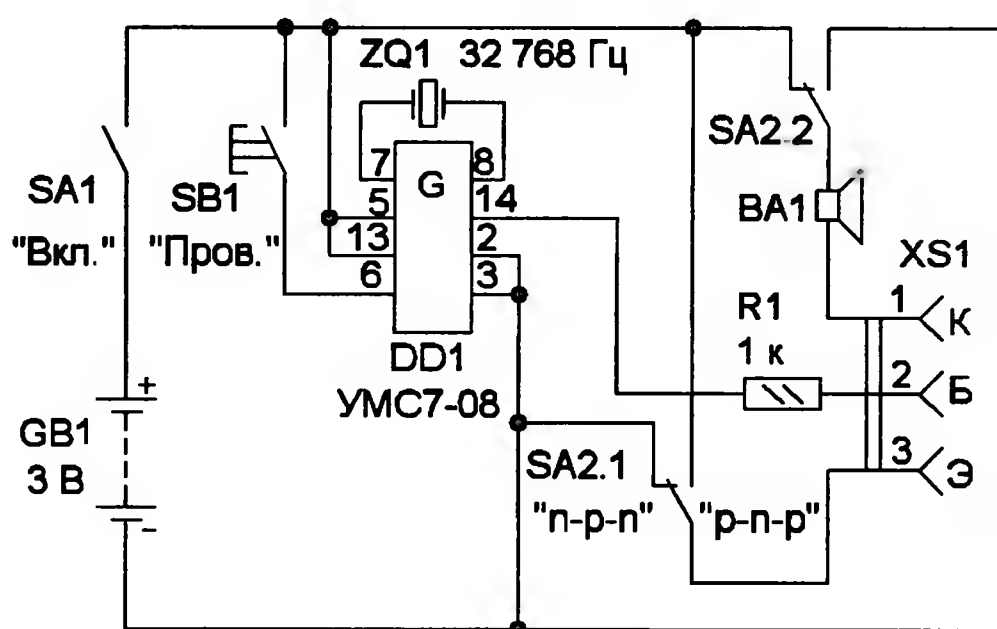 ZQ1 32 768 Гц
SA1
"Вкл."
SB1
"Пров."
7
8
G
5
14
13
2
6
3
DD1
УМС7-08
SA2.2
BA1
XS1
R1
1 к
1
К
2
Б
3
Э
+
GB1
3 В
-
SA2.1
"n-p-n"
"p-n-p"